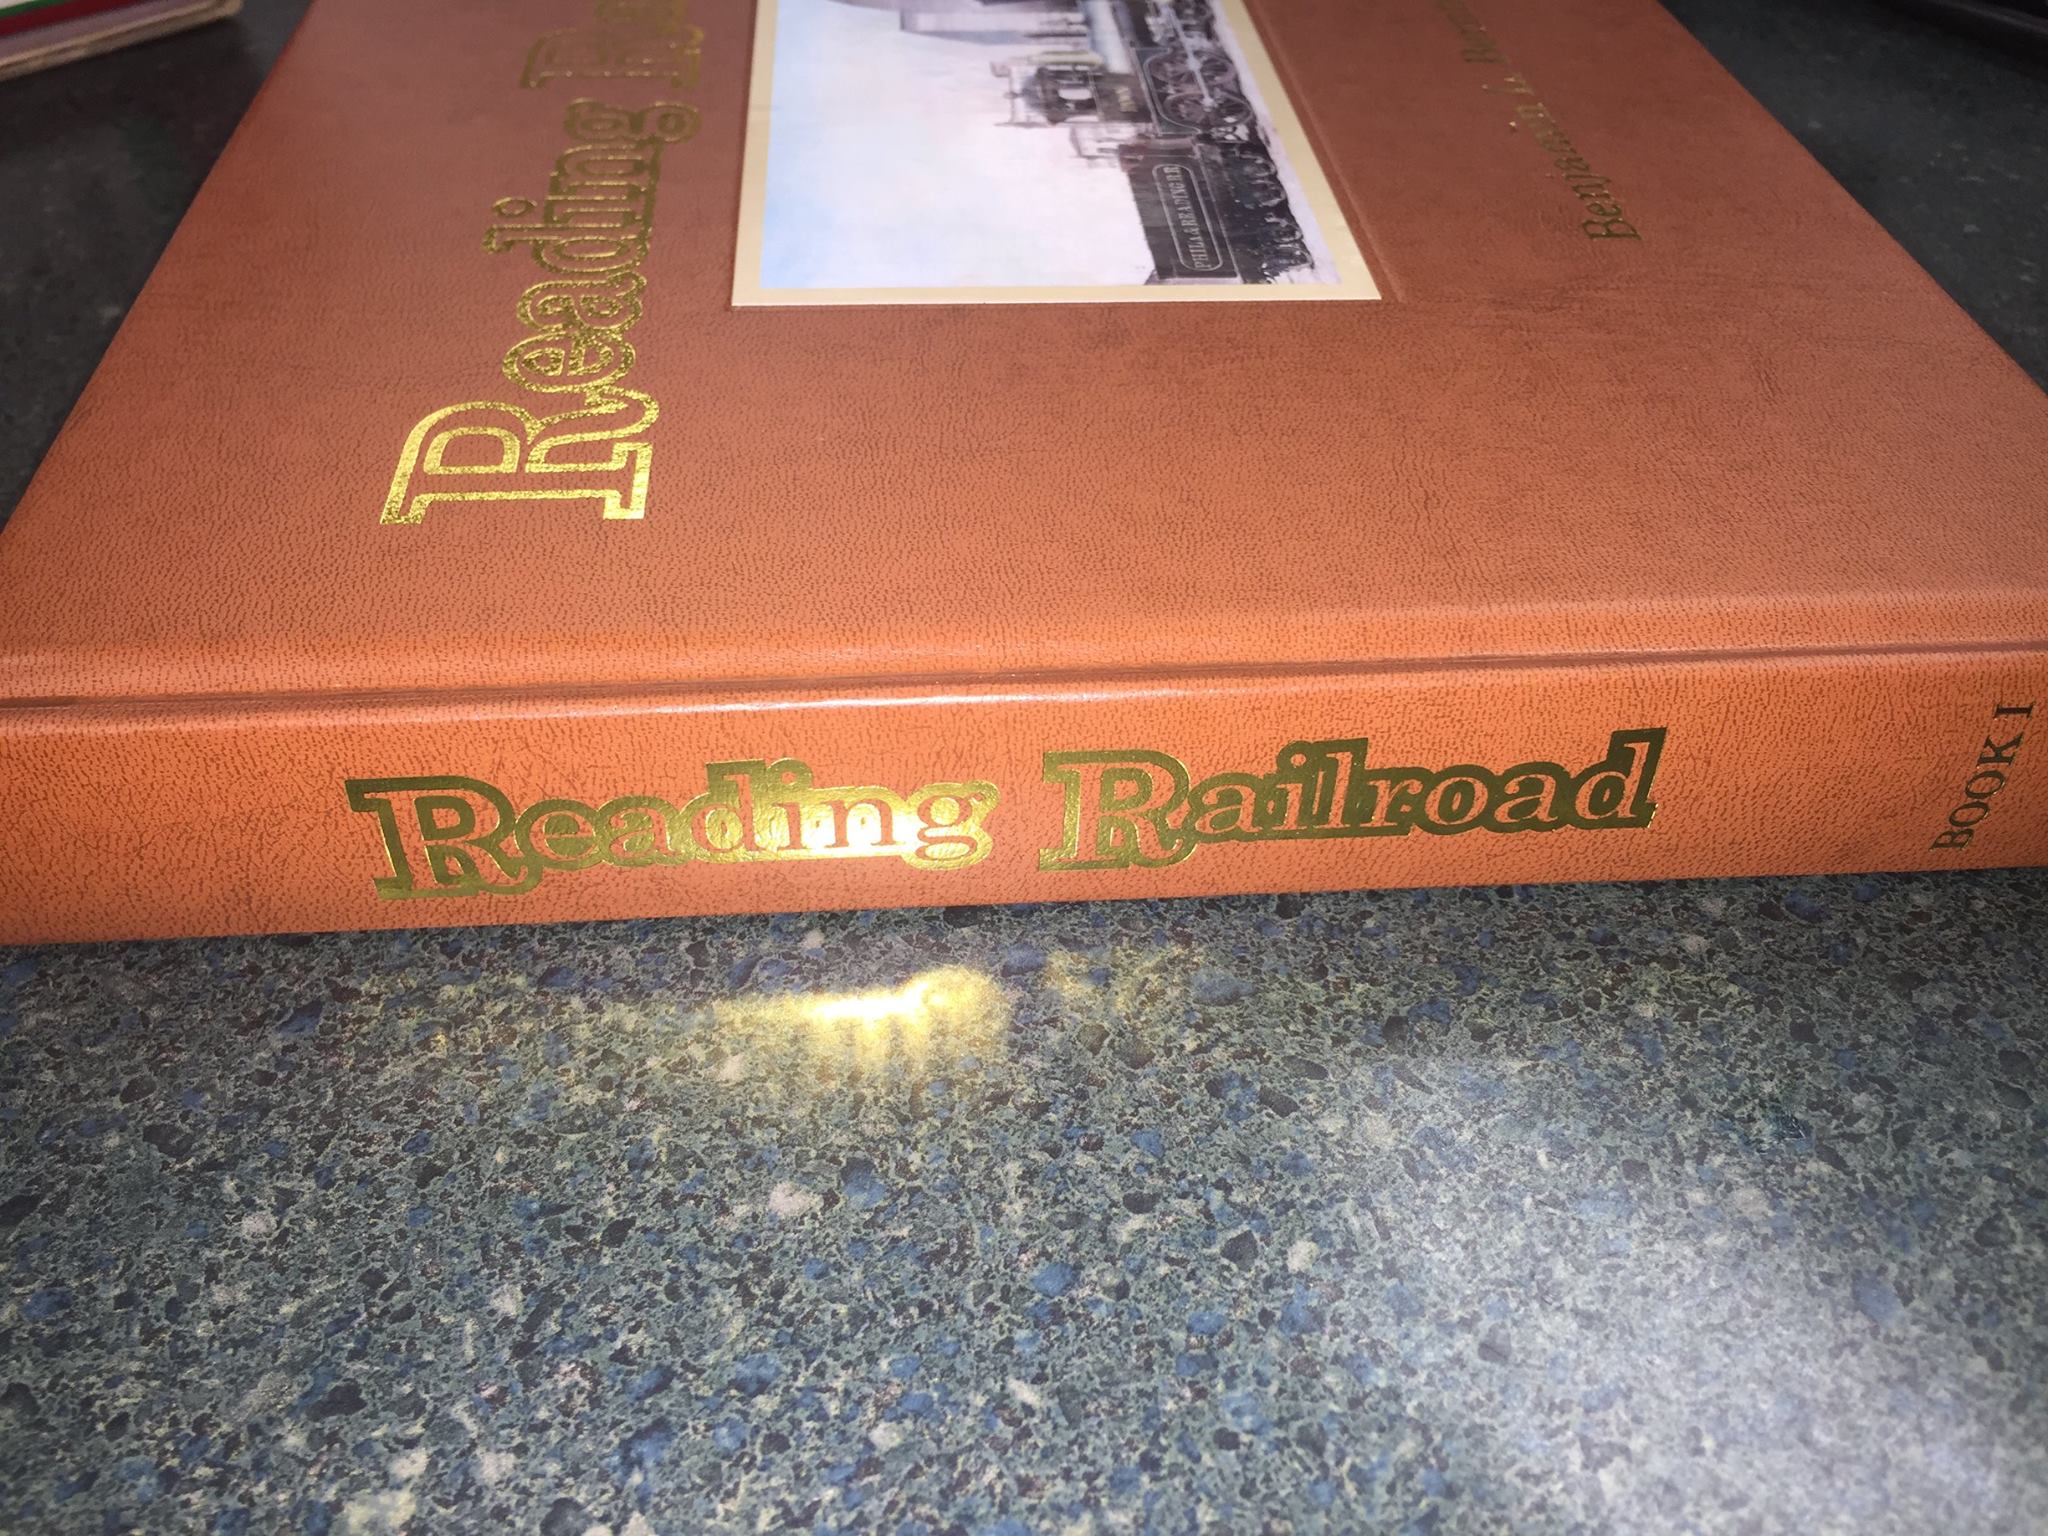 Reading
PHILA & READING R.R.
Benjamin L.
Reading Railroad
BOOK I